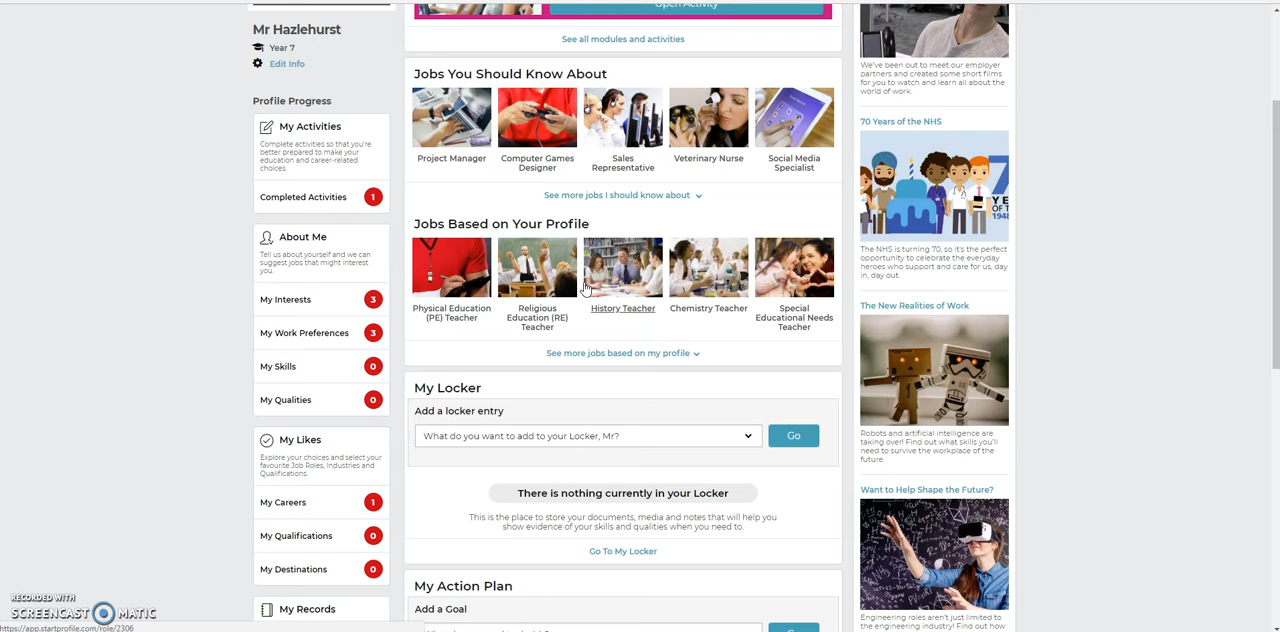 Open Activity
See all modules and activities
Mr Hazlehurst
Year 7
Edit Info
Profile Progress
My Activities
Complete activities so that you're
better prepared to make your
education and career-related
choices.
Completed Activities 1
About Me
Tell us about yourself and we can
suggest jobs that might interest
you.
My Interests 3
My Work Preferences 3
My Skills 0
My Qualities 0
My Likes
Explore your choices and select your
favourite Job Roles, Industries and
Qualifications.
My Careers 1
My Qualifications 0
My Destinations 0
My Records
Jobs You Should Know About
Project Manager
Computer Games
Designer
Sales
Representative
Veterinary Nurse
Social Media
Specialist
See more jobs I should know about
Jobs Based on Your Profile
Physical Education
(PE) Teacher
Religious
Education (RE)
Teacher
History Teacher
Chemistry Teacher
Special
Educational Needs
Teacher
See more jobs based on my profile
My Locker
Add a locker entry
What do you want to add to your Locker, Mr?
Go
There is nothing currently in your Locker
This is the place to store your documents, media and notes that will help you
show evidence of your skills and qualities when you need to.
Go To My Locker
My Action Plan
Add a Goal
We've been out to meet our employer
partners and created some short films
for you to watch and learn all about the
world of work.
70 Years of the NHS
The NHS is turning 70, so it's the perfect
opportunity to celebrate the everyday
heroes who support and care for us, day
in, day out.
The New Realities of Work
Robots and artificial intelligence are
taking over! Find out what skills you'll
need to survive the workplace of the
future.
Want to Help Shape the Future?
Engineering roles aren't just limited to
the engineering industry! Find out how
RECORDED WITH
SCREENCAST MATIC
https://app.startprofile.com/role/2306